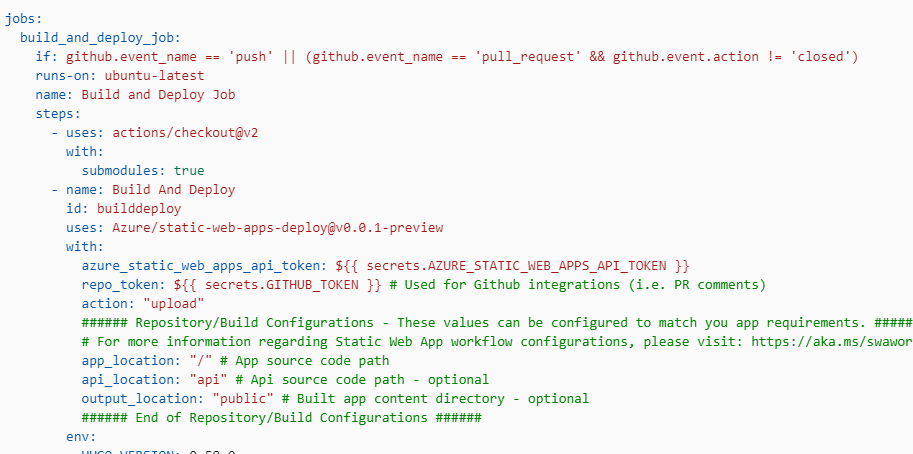 jobs:
  build_and_deploy_job:
    if: github.event_name == 'push' || (github.event_name == 'pull_request' && github.event.action != 'closed')
    runs-on: ubuntu-latest
    name: Build and Deploy Job
    steps:
      - uses: actions/checkout@v2
        with:
          submodules: true
      - name: Build And Deploy
        id: builddeploy
        uses: Azure/static-web-apps-deploy@v0.0.1-preview
        with:
          azure_static_web_apps_api_token: ${{ secrets.AZURE_STATIC_WEB_APPS_API_TOKEN }}
          repo_token: ${{ secrets.GITHUB_TOKEN }} # Used for Github integrations (i.e. PR comments)
          action: "upload"
          ###### Repository/Build Configurations - These values can be configured to match you app requirements. #####
          # For more information regarding Static Web App workflow configurations, please visit: https://aka.ms/swawor
          app_location: "/" # App source code path
          api_location: "api" # Api source code path - optional
          output_location: "public" # Built app content directory - optional
          ###### End of Repository/Build Configurations ######
        env:
          HUGO_VERSION: